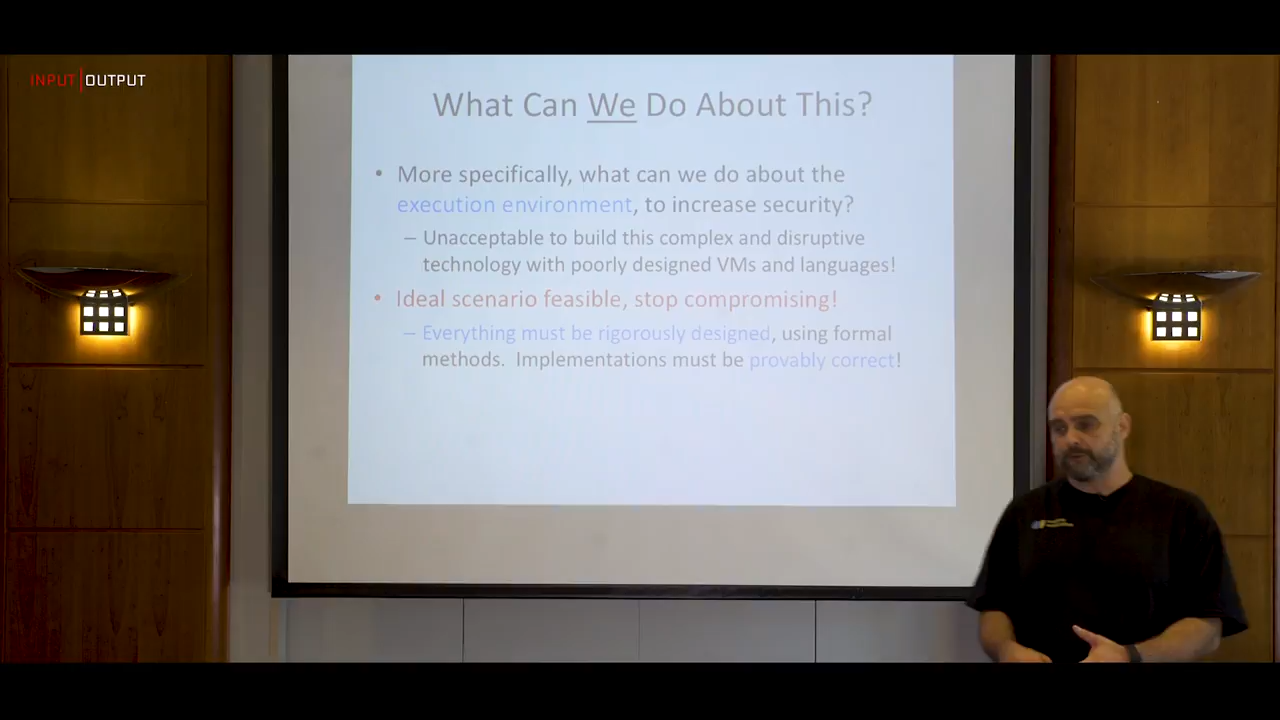 INPUT|OUTPUT
What Can We Do About This?
• More specifically, what can we do about the
execution environment, to increase security?
– Unacceptable to build this complex and disruptive
technology with poorly designed VMs and languages!
• Ideal scenario feasible, stop compromising!
– Everything must be rigorously designed, using formal
methods. Implementations must be provably correct!